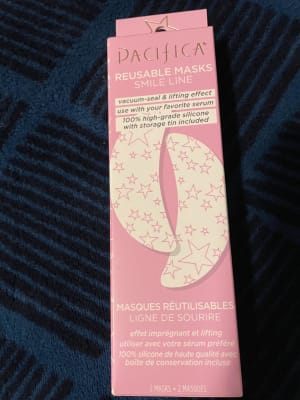 PACIFICA®
REUSABLE MASKS
SMILE LINE
vacuum-seal & lifting effect
use with your favorite serum
100% high-grade silicone
with storage tin included
MASQUES RÉUTILISABLES
LIGNE DE SOURIRE
effet imprégnant et lifting
utiliser avec votre sérum préféré
100% silicone de haute qualité avec
boîte de conservation incluse
2 MASKS • 2 MASQUES